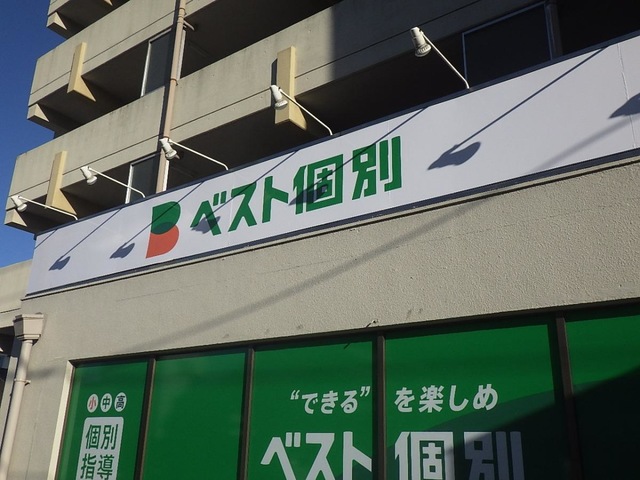 B ベスト個別
小 中 高
個別
指導
“できる”を楽しめ
ベスト個別